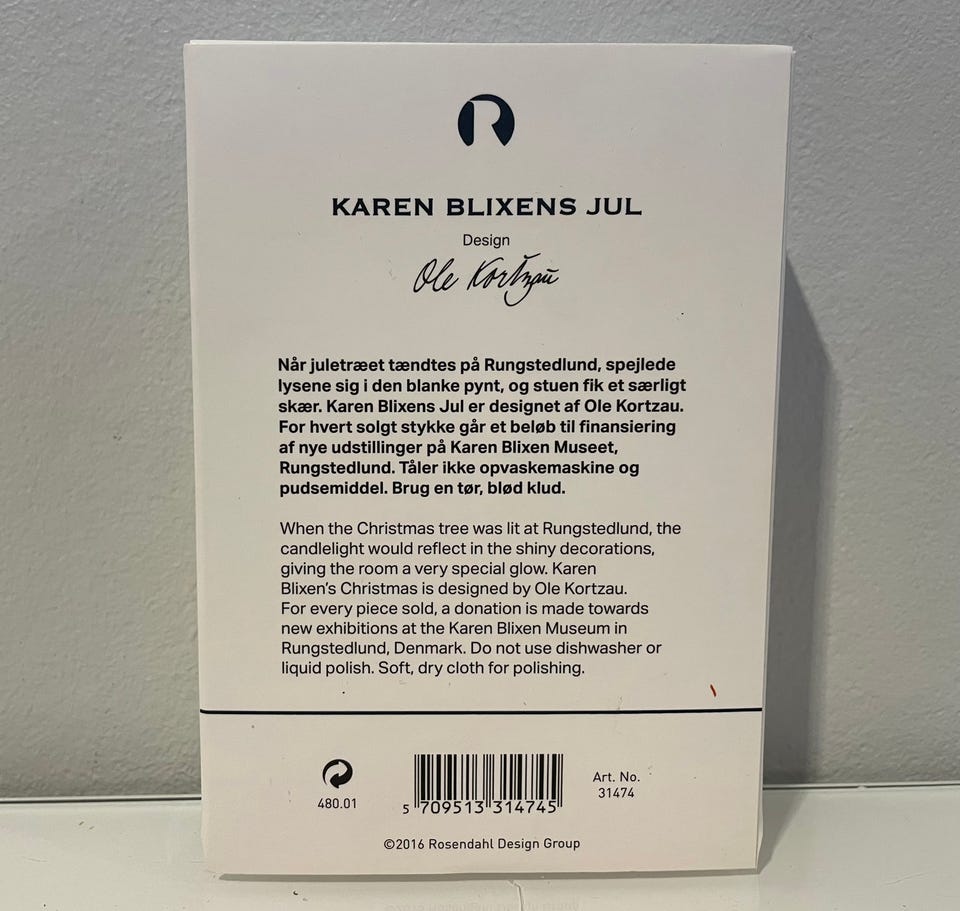 R
KAREN BLIXENS JUL
Design
Ole Kortzau
Når juletræet tændtes på Rungstedlund, spejlede
lysene sig i den blanke pynt, og stuen fik et særligt
skær. Karen Blixens Jul er designet af Ole Kortzau.
For hvert solgt stykke går et beløb til finansiering
af nye udstillinger på Karen Blixen Museet,
Rungstedlund. Tåler ikke opvaskemaskine og
pudsemiddel. Brug en tør, blød klud.
When the Christmas tree was lit at Rungstedlund, the
candlelight would reflect in the shiny decorations,
giving the room a very special glow. Karen
Blixen's Christmas is designed by Ole Kortzau.
For every piece sold, a donation is made towards
new exhibitions at the Karen Blixen Museum in
Rungstedlund, Denmark. Do not use dishwasher or
liquid polish. Soft, dry cloth for polishing.
480.01
5 709513 314745
Art. No.
31474
©2016 Rosendahl Design Group